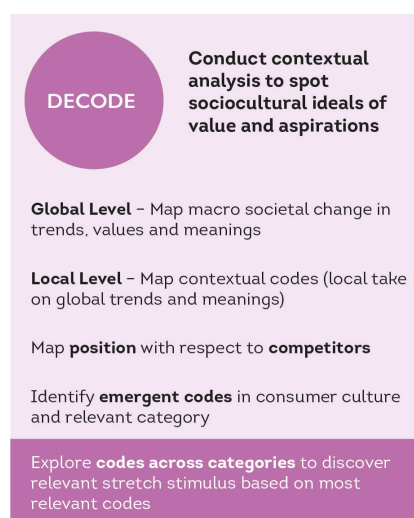 DECODE
Conduct contextual
analysis to spot
sociocultural ideals of
value and aspirations
Global Level – Map macro societal change in
trends, values and meanings
Local Level – Map contextual codes (local take
on global trends and meanings)
Map position with respect to competitors
Identify emergent codes in consumer culture
and relevant category
Explore codes across categories to discover
relevant stretch stimulus based on most
relevant codes